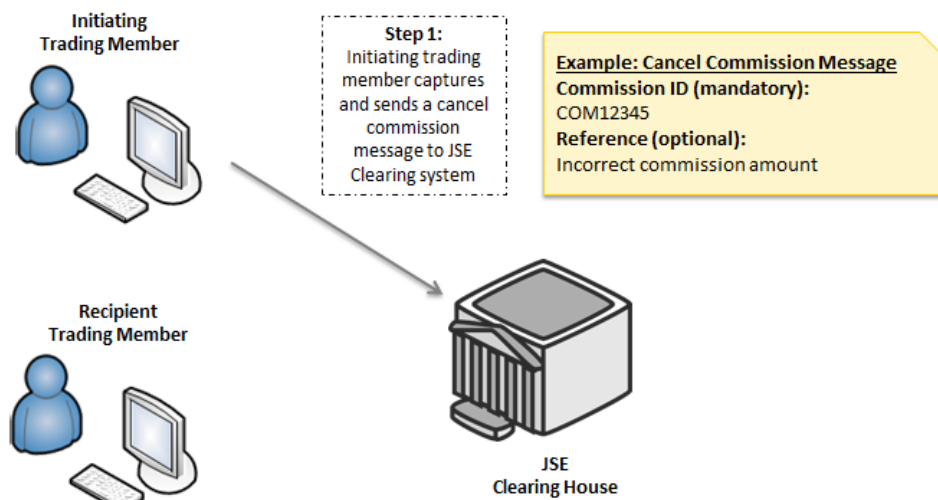 Initiating
Trading Member
Step 1:
Initiating trading
member captures
and sends a cancel
commission
message to JSE
Clearing system
Example: Cancel Commission Message
Commission ID (mandatory):
COM12345
Reference (optional):
Incorrect commission amount
Recipient
Trading Member
JSE
Clearing House